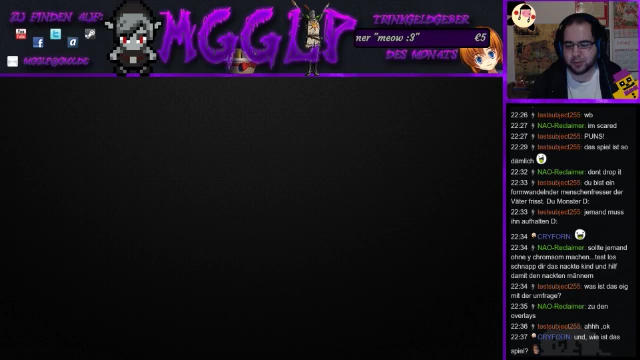 ZU FINDEN AUF:
You Tube
MGGLP@GMX.DE
MGGLP
TRINKGELDGEBER
ner "meow :3" €5
DES MONATS
22:26 testsubject255: wb
22:27 NAO-Reclaimer: im scared
22:27 testsubject255: PUNS!
22:29 testsubject255: das spiel ist so
dämlich
22:32 NAO-Reclaimer: dont drop it
22:33 testsubject255: du bist ein
formwandelnder menschenfresser der
Väter frisst. Du Monster D:
22:33 testsubject255: jemand muss
ihn aufhalten D:
22:34 CRYFORN:
22:34 NAO-Reclaimer: sollte jemand
ohne y chromsom machen...test los
schnapp dir das nackte kind und hilf
damit den nackten männern
22:34 testsubject255: was ist das eig
mit der umfrage?
22:35 NAO-Reclaimer: zu den
overlays
22:36 testsubject255: ahhh ,ok
22:37 CRYFORN: und, wie ist das
spiel?